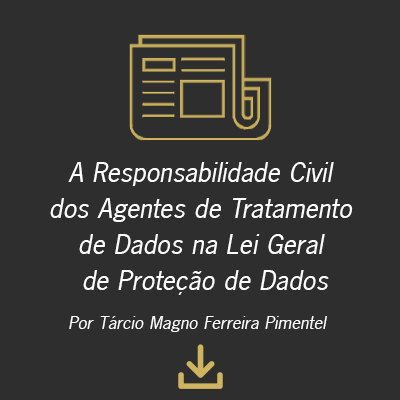 A Responsabilidade Civil
dos Agentes de Tratamento
de Dados na Lei Geral
de Proteção de Dados
Por Tárcio Magno Ferreira Pimentel